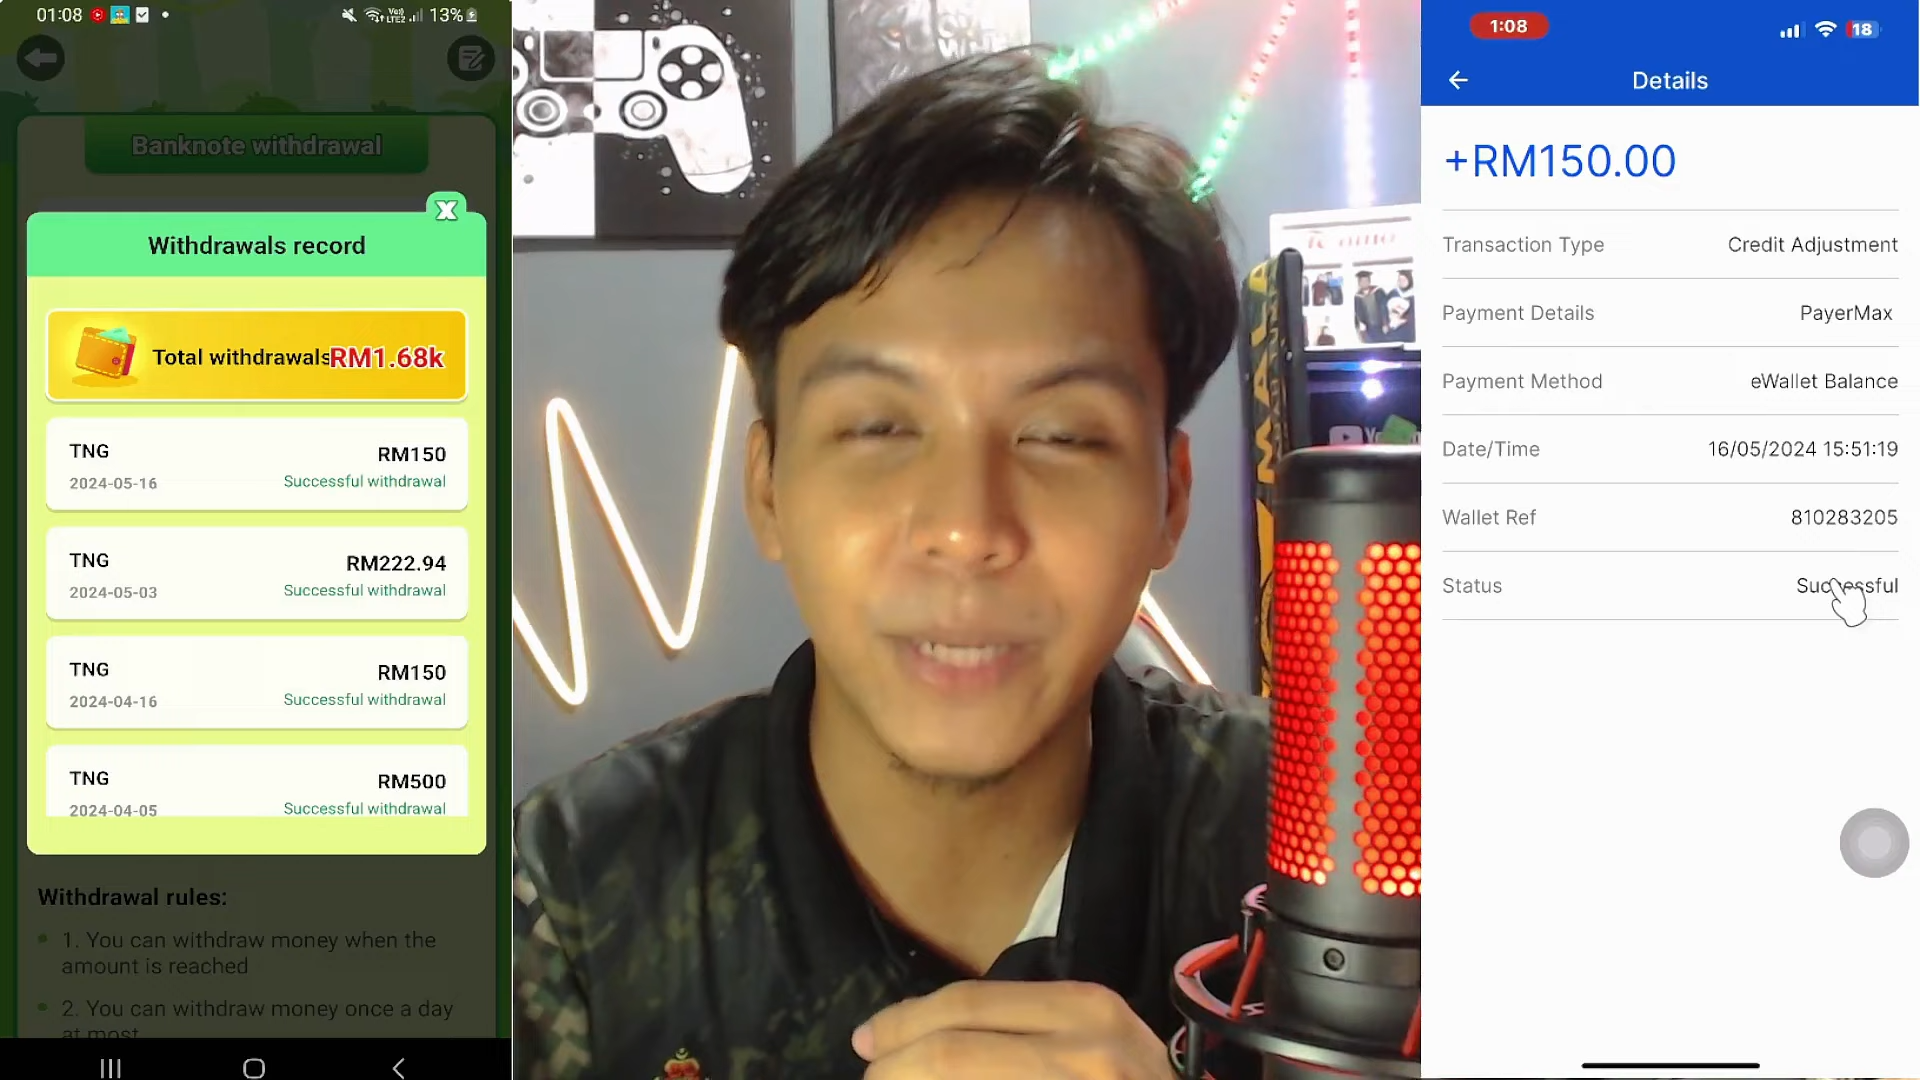 01:08
13%
Banknote withdrawal
X
Withdrawals record
Total withdrawals RM1.68k
TNG RM150
2024-05-16 Successful withdrawal
TNG RM222.94
2024-05-03 Successful withdrawal
TNG RM150
2024-04-16 Successful withdrawal
TNG RM500
2024-04-05 Successful withdrawal
Withdrawal rules:
1. You can withdraw money when the
amount is reached
2. You can withdraw money once a day
at most
1:08
18
Details
+RM150.00
Transaction Type Credit Adjustment
Payment Details PayerMax
Payment Method eWallet Balance
Date/Time 16/05/2024 15:51:19
Wallet Ref 810283205
Status Successful